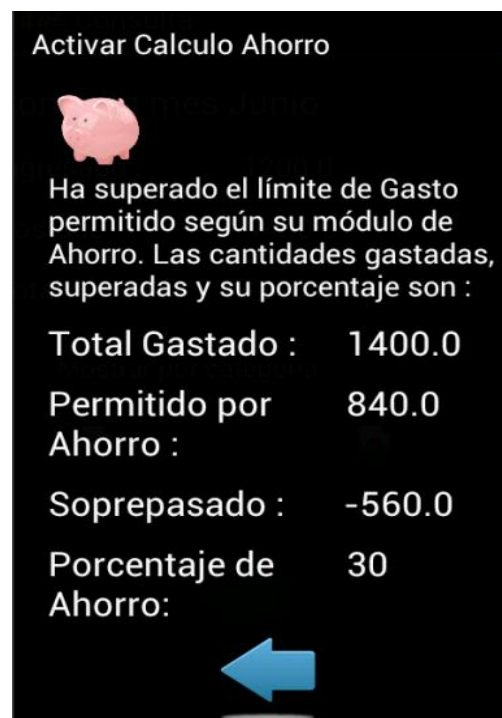 Activar Calculo Ahorro
Ha superado el límite de Gasto
permitido según su módulo de
Ahorro. Las cantidades gastadas,
superadas y su porcentaje son :
Total Gastado : 1400.0
Permitido por 840.0
Ahorro :
Soprepasado : -560.0
Porcentaje de 30
Ahorro: